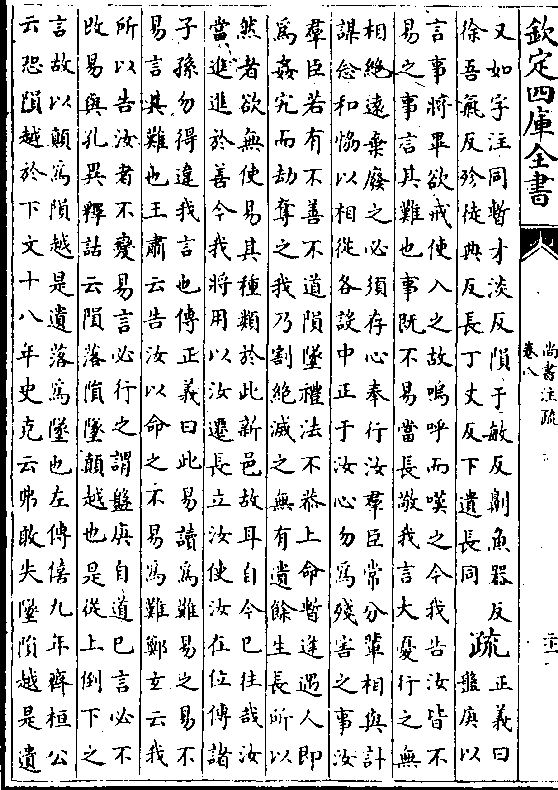 欽定四庫全書
尚書注疏
卷八
又如字注同暫才淡反隕于敏反劓魚器反
徐吾氣反殄徒典反長丁丈反下遺長同
疏
正義曰
盤庚以
言事將畢欲戒使入之故嗚呼而嘆之今我告汝皆不
易之事言其難也事既不易當長敬我言大憂行之無
相絶遠棄廢之必須存心奉行汝羣臣常分輩相與計
謀念和恊以相從各設中正于汝心勿為殘害之事汝
羣臣若有不善不道隕墜禮法不恭上命暫逢遇人即
為姦宄而劫奪之我乃割絶滅之無有遺餘生長所以
然者欲無使易其種類於此新邑故耳自今已往哉汝
當進進於善今我將用以汝遷長立汝使汝在位傳諸
子孫勿得違我言也傳正義曰此易讀為難易之易不
易言其難也王肅云告汝以命之不易為難鄭玄云我
所以告汝者不變易言必行之謂盤庚自道已言必不
改易與孔異釋詁云隕落隕墜顛越也是從上倒下之
言故以顛為隕越是遺落為墜也左傳僖九年齊桓公
云恐隕越於下文十八年史克云弗敢失墜隕越是遺